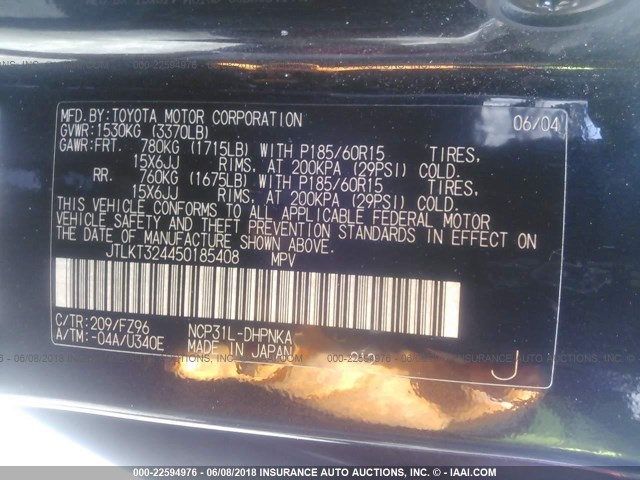 MFD.BY:TOYOTA MOTOR CORPORATION 06/04
GVWR:1530KG (3370LB)
GAWR:FRT. 780KG (1715LB) WITH P185/60R15 TIRES,
15X6JJ RIMS, AT 200KPA (29PSI) COLD.
RR. 760KG (1675LB) WITH P185/60R15 TIRES,
15X6JJ RIMS, AT 200KPA (29PSI) COLD.
THIS VEHICLE CONFORMS TO ALL APPLICABLE FEDERAL MOTOR
VEHICLE SAFETY AND THEFT PREVENTION STANDARDS IN EFFECT ON
THE DATE OF MANUFACTURE SHOWN ABOVE.
JTLKT324450185408 MPV
C/TR:209/FZ96 NCP31L-DHPNKA
A/TM:-04A/U340E MADE IN JAPAN
J
000-22594976 - 06/08/2018 INSURANCE AUTO AUCTIONS, INC. - © - IAAI.COM